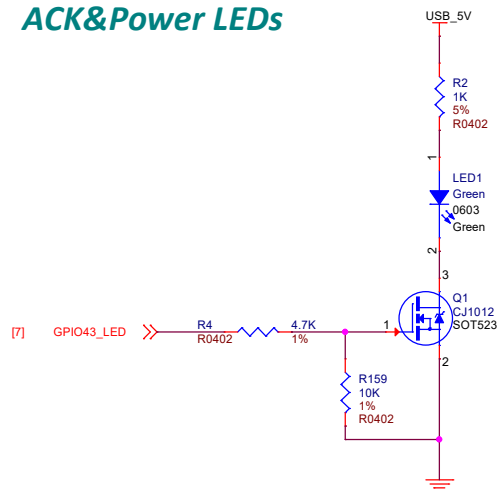 ACK&Power LEDs
USB_5V
R2
1K
5%
R0402
1
LED1
Green
0603
Green
2
3
Q1
CJ1012
SOT523
[7] GPIO43_LED R4 4.7K 1
R0402 1%
2
R159
10K
1%
R0402